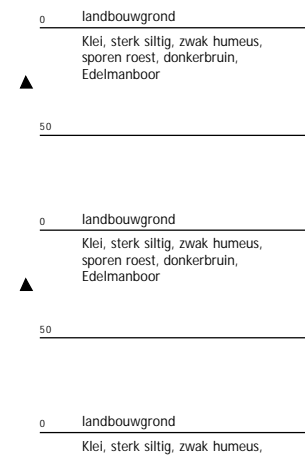 0 landbouwgrond
Klei, sterk siltig, zwak humeus,
sporen roest, donkerbruin,
Edelmanboor
50
0 landbouwgrond
Klei, sterk siltig, zwak humeus,
sporen roest, donkerbruin,
Edelmanboor
50
0 landbouwgrond
Klei, sterk siltig, zwak humeus,